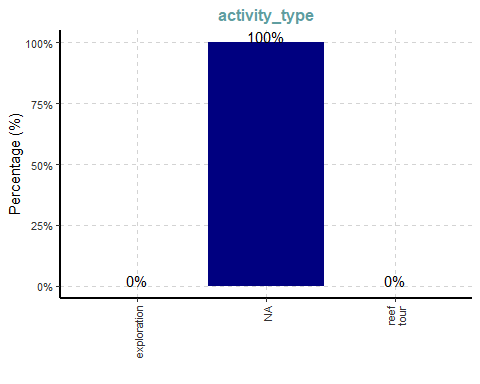 activity_type
Percentage (%)
100%
75%
50%
25%
0%
0%
100%
0%
exploration
NA
reef
tour